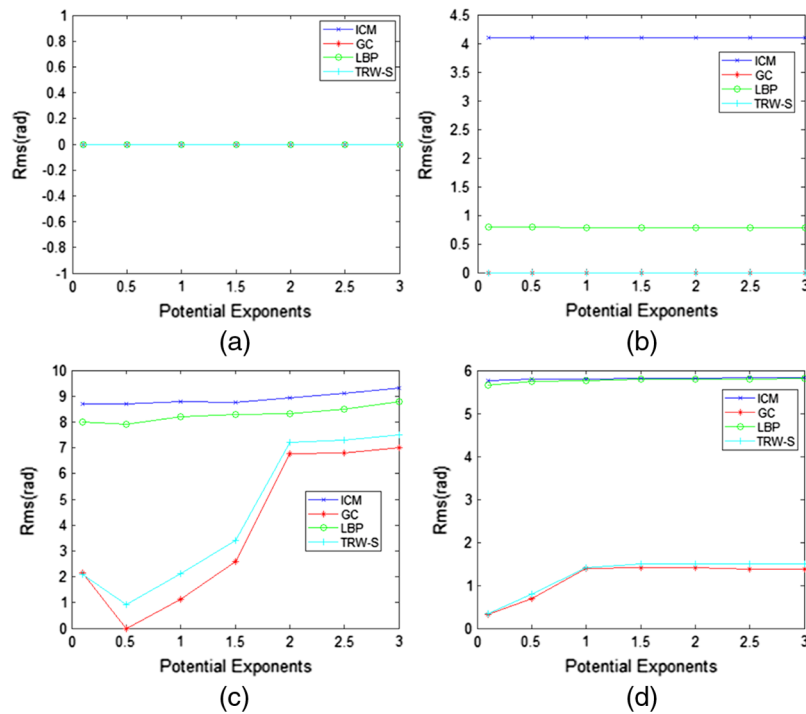 1
0.8
0.6
0.4
0.2
0
-0.2
-0.4
-0.6
-0.8
-1
Rms(rad)
ICM
GC
LBP
TRW-S
0 0.5 1 1.5 2 2.5 3
Potential Exponents
(a)
4.5
4
3.5
3
2.5
2
1.5
1
0.5
0
Rms(rad)
ICM
GC
LBP
TRW-S
0 0.5 1 1.5 2 2.5 3
Potential Exponents
(b)
10
9
8
7
6
5
4
3
2
1
0
Rms(rad)
ICM
GC
LBP
TRW-S
0 0.5 1 1.5 2 2.5 3
Potential Exponents
(c)
6
5
4
3
2
1
0
Rms(rad)
ICM
GC
LBP
TRW-S
0 0.5 1 1.5 2 2.5 3
Potential Exponents
(d)